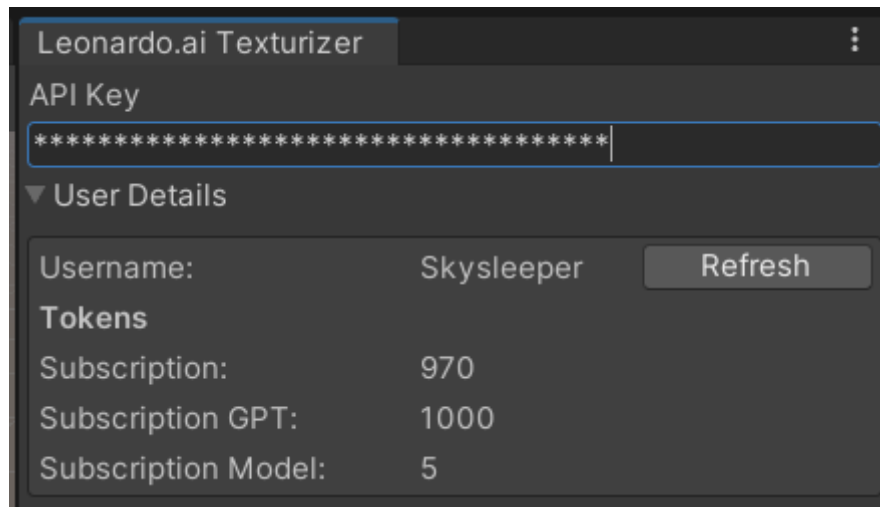 Leonardo.ai Texturizer
API Key
************************************
User Details
Username: Skysleeper Refresh
Tokens
Subscription: 970
Subscription GPT: 1000
Subscription Model: 5